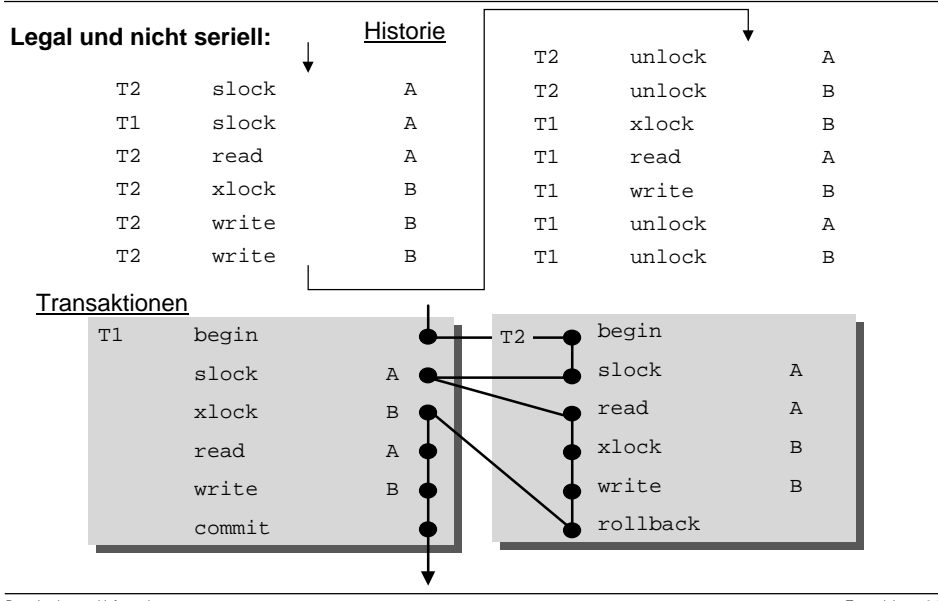 Legal und nicht seriell:
Historie
T2 slock A
T1 slock A
T2 read A
T2 xlock B
T2 write B
T2 write B
T2 unlock A
T2 unlock B
T1 xlock B
T1 read A
T1 write B
T1 unlock A
T1 unlock B
Transaktionen
T1 begin
slock A
xlock B
read A
write B
commit
T2 begin
slock A
read A
xlock B
write B
rollback